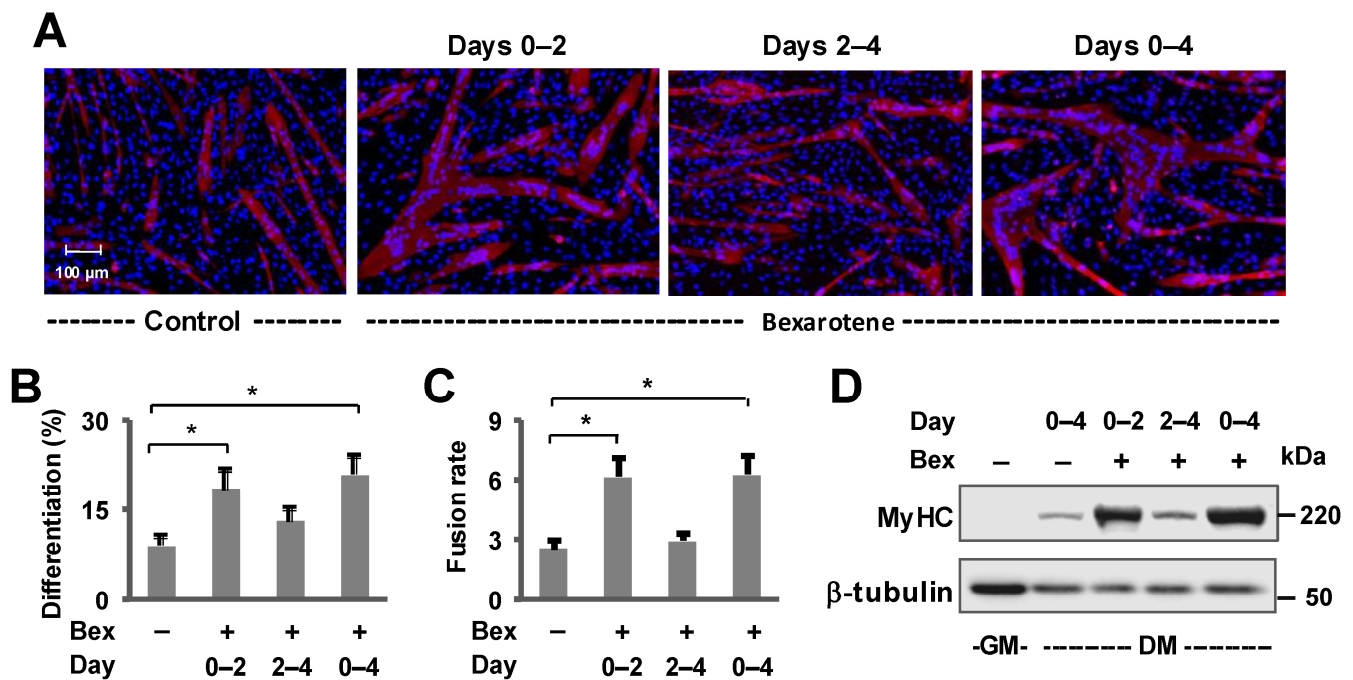 A
Days 0–2 Days 2–4 Days 0–4
100 µm
Control Bexarotene
B
Differentiation (%)
30
15
0
* *
Bex – + + +
Day 0–2 2–4 0–4
C
Fusion rate
9
6
3
0
* *
Bex – + + +
Day 0–2 2–4 0–4
D
Day 0–4 0–2 2–4 0–4
Bex – – + + + kDa
MyHC 220
β-tubulin 50
-GM- DM